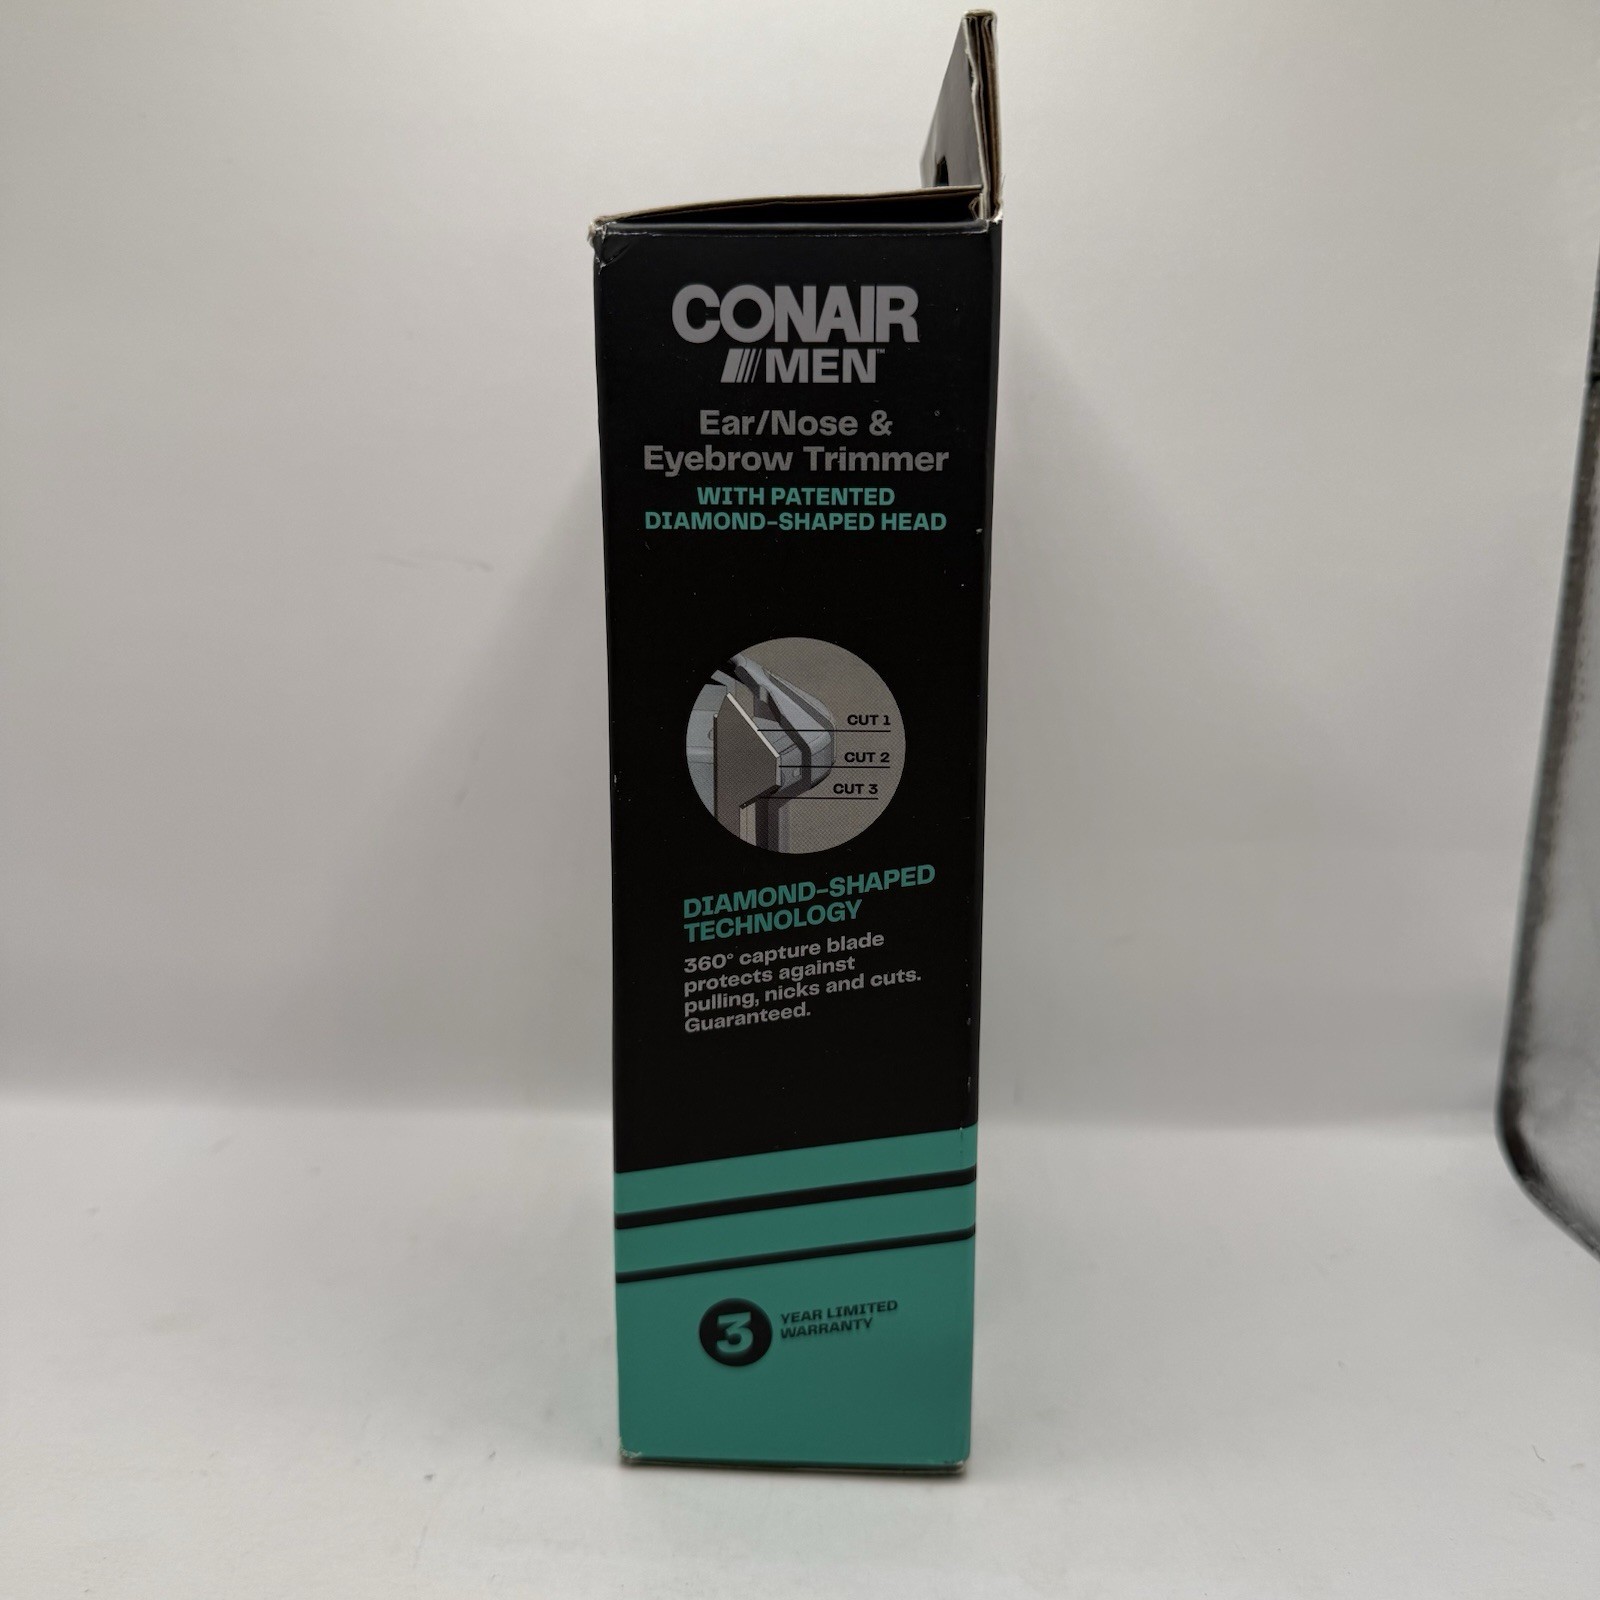 CONAIR
MEN™
Ear/Nose &
Eyebrow Trimmer
WITH PATENTED
DIAMOND-SHAPED HEAD
CUT 1
CUT 2
CUT 3
DIAMOND-SHAPED
TECHNOLOGY
360° capture blade
protects against
pulling, nicks and cuts.
Guaranteed.
3 YEAR LIMITED
WARRANTY